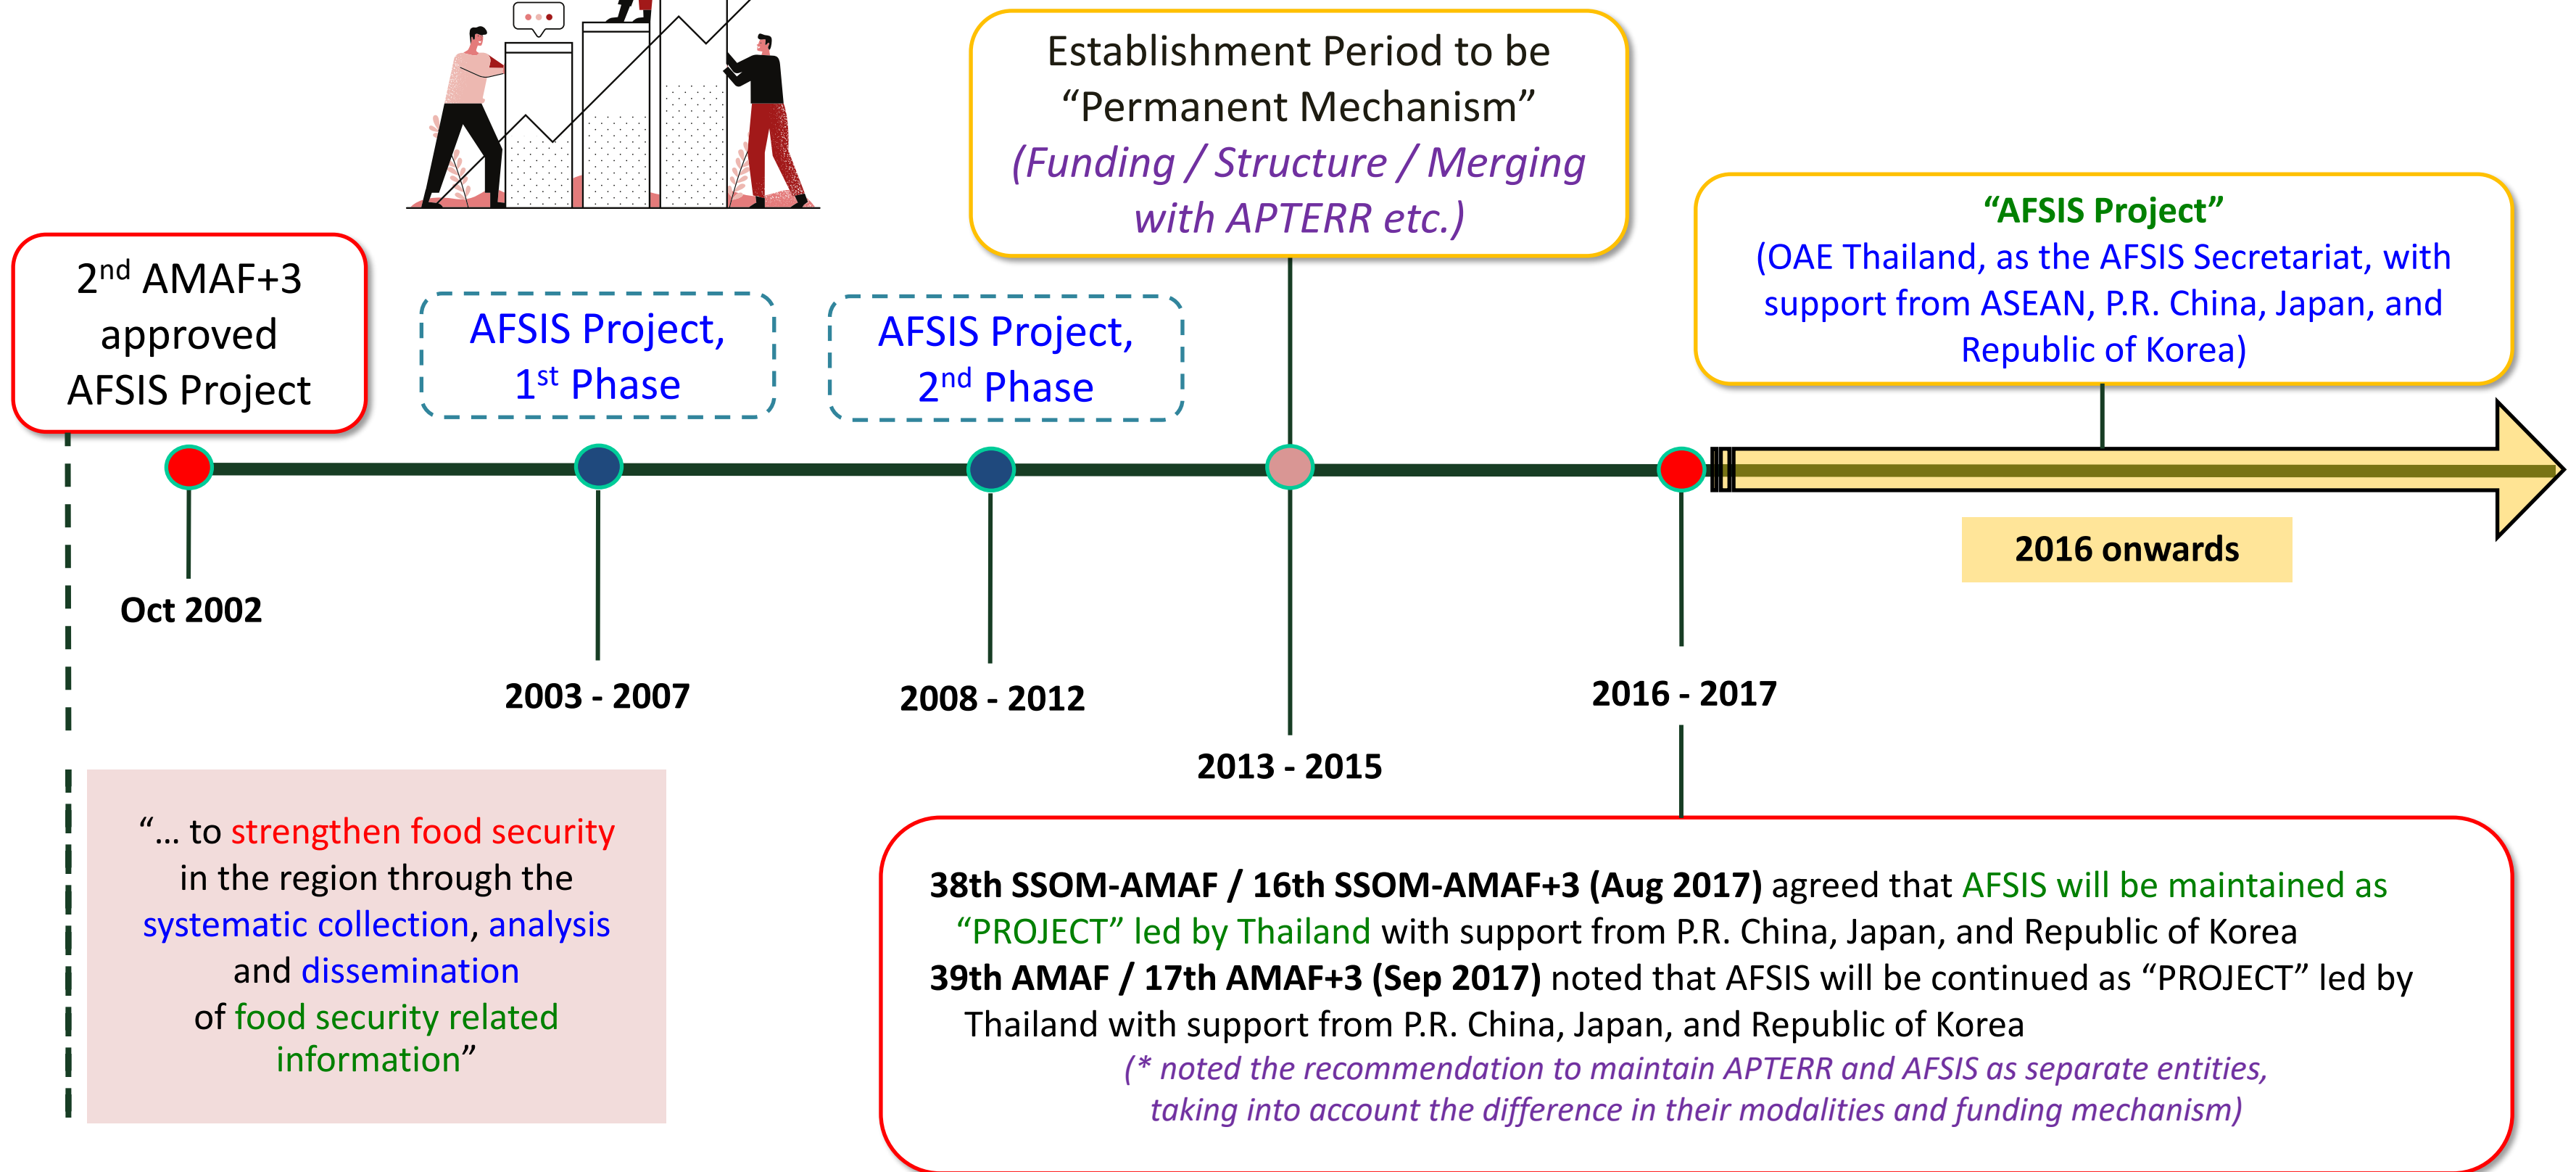 Establishment Period to be
“Permanent Mechanism”
(Funding / Structure / Merging
with APTERR etc.)
“AFSIS Project”
(OAE Thailand, as the AFSIS Secretariat, with
support from ASEAN, P.R. China, Japan, and
Republic of Korea)
2nd AMAF+3
approved
AFSIS Project
AFSIS Project,
1st Phase
AFSIS Project,
2nd Phase
2016 onwards
Oct 2002
2003 - 2007
2008 - 2012
2013 - 2015
2016 - 2017
“... to strengthen food security
in the region through the
systematic collection, analysis
and dissemination
of food security related
information”
38th SSOM-AMAF / 16th SSOM-AMAF+3 (Aug 2017) agreed that AFSIS will be maintained as
“PROJECT” led by Thailand with support from P.R. China, Japan, and Republic of Korea
39th AMAF / 17th AMAF+3 (Sep 2017) noted that AFSIS will be continued as “PROJECT” led by
Thailand with support from P.R. China, Japan, and Republic of Korea
(* noted the recommendation to maintain APTERR and AFSIS as separate entities,
taking into account the difference in their modalities and funding mechanism)